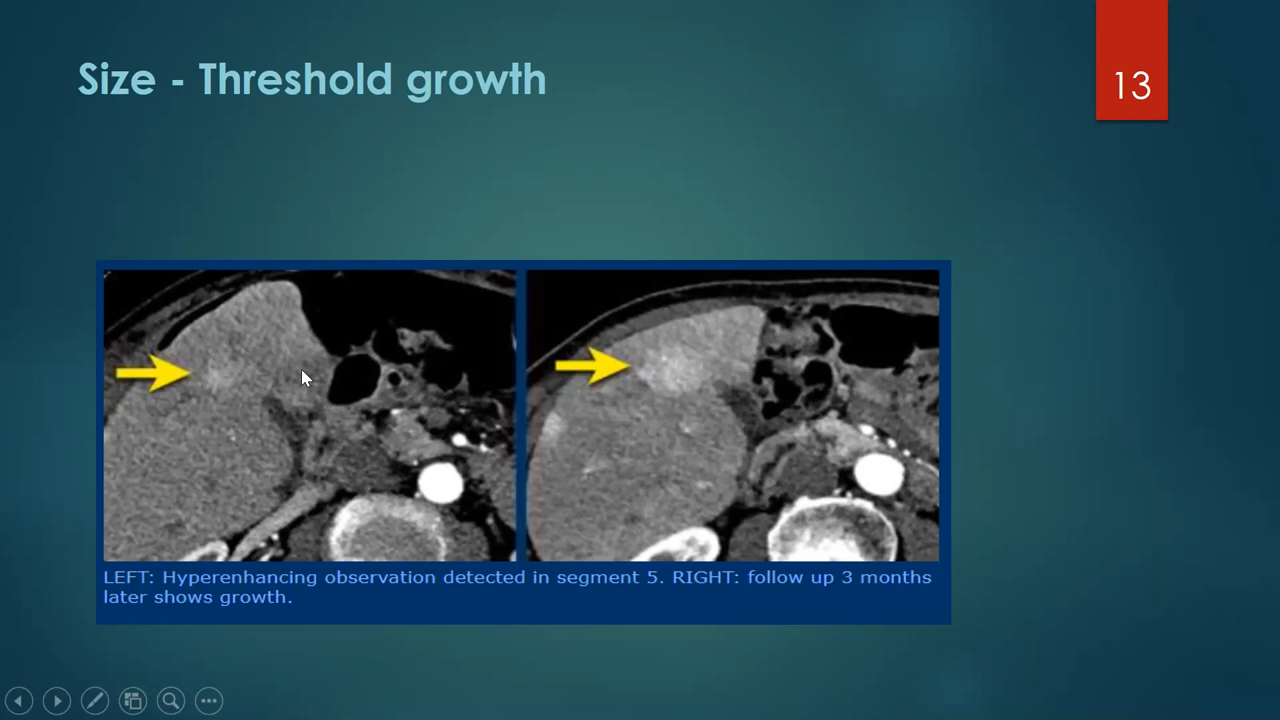 Size - Threshold growth
13
LEFT: Hyperenhancing observation detected in segment 5. RIGHT: follow up 3 months
later shows growth.